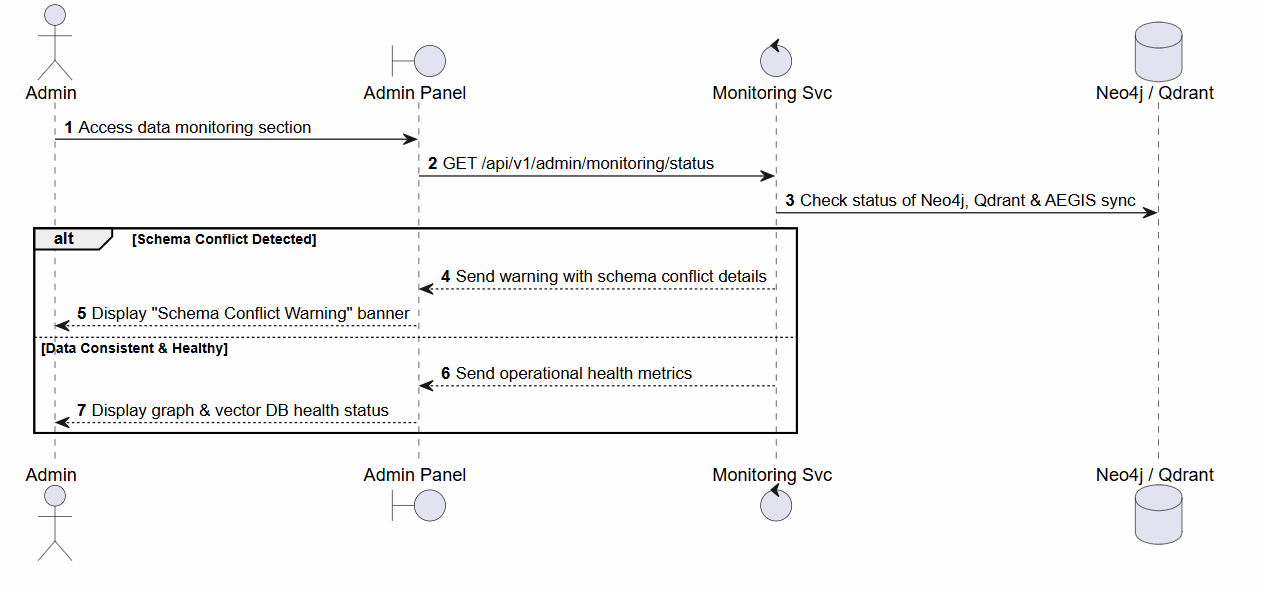 Admin
Admin Panel
Monitoring Svc
Neo4j / Qdrant
1 Access data monitoring section
2 GET /api/v1/admin/monitoring/status
3 Check status of Neo4j, Qdrant & AEGIS sync
alt [Schema Conflict Detected]
4 Send warning with schema conflict details
5 Display "Schema Conflict Warning" banner
[Data Consistent & Healthy]
6 Send operational health metrics
7 Display graph & vector DB health status
Admin
Admin Panel
Monitoring Svc
Neo4j / Qdrant